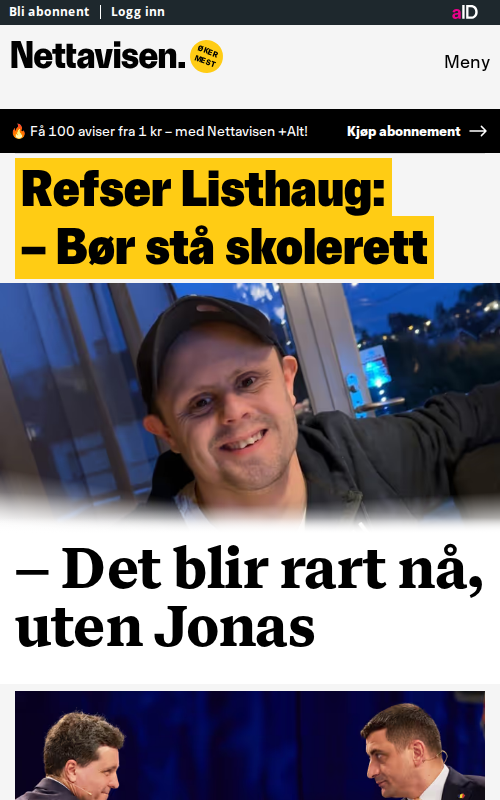 Bli abonnent
Logg inn
aID
Nettavisen.
ØKER
MEST
Meny
🔥 Få 100 aviser fra 1 kr – med Nettavisen +Alt!
Kjøp abonnement →
Refser Listhaug:
– Bør stå skolerett
– Det blir rart nå,
uten Jonas